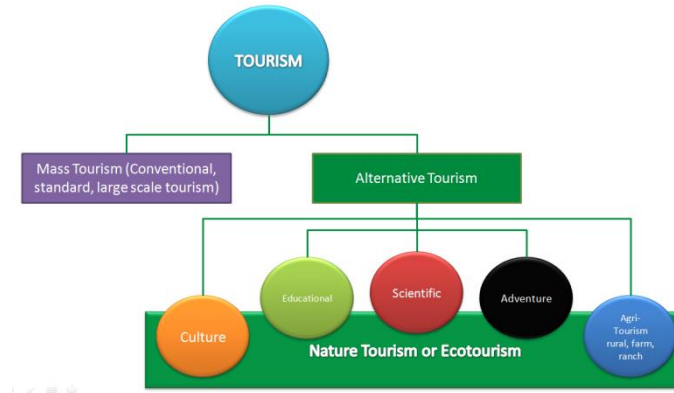 TOURISM
Mass Tourism (Conventional,
standard, large scale tourism)
Alternative Tourism
Culture
Educational
Scientific
Adventure
Agri-
Tourism
rural, farm,
ranch
Nature Tourism or Ecotourism